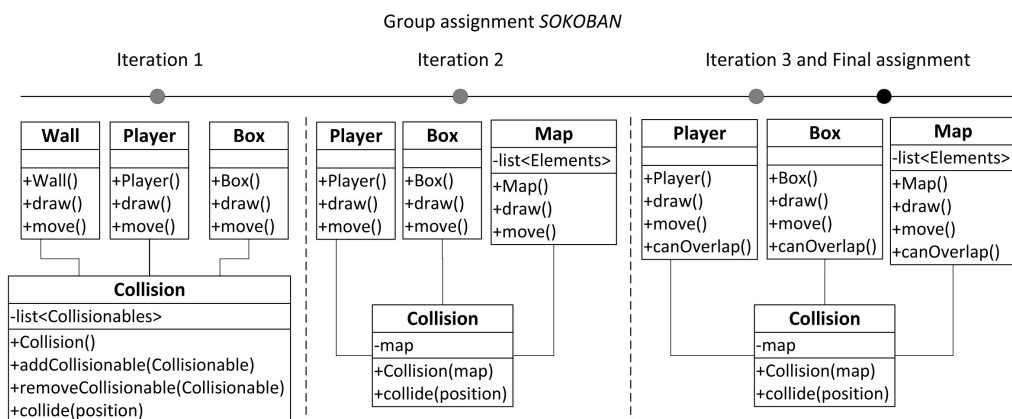 Group assignment SOKOBAN
Iteration 1
Iteration 2
Iteration 3 and Final assignment
Wall
+Wall()
+draw()
+move()
Player
+Player()
+draw()
+move()
Box
+Box()
+draw()
+move()
Collision
-list<Collisionables>
+Collision()
+addCollisionable(Collisionable)
+removeCollisionable(Collisionable)
+collide(position)
Player
+Player()
+draw()
+move()
Box
+Box()
+draw()
+move()
Map
-list<Elements>
+Map()
+draw()
+move()
Collision
-map
+Collision(map)
+collide(position)
Player
+Player()
+draw()
+move()
+canOverlap()
Box
+Box()
+draw()
+move()
+canOverlap()
Map
-list<Elements>
+Map()
+draw()
+move()
+canOverlap()
Collision
-map
+Collision(map)
+collide(position)